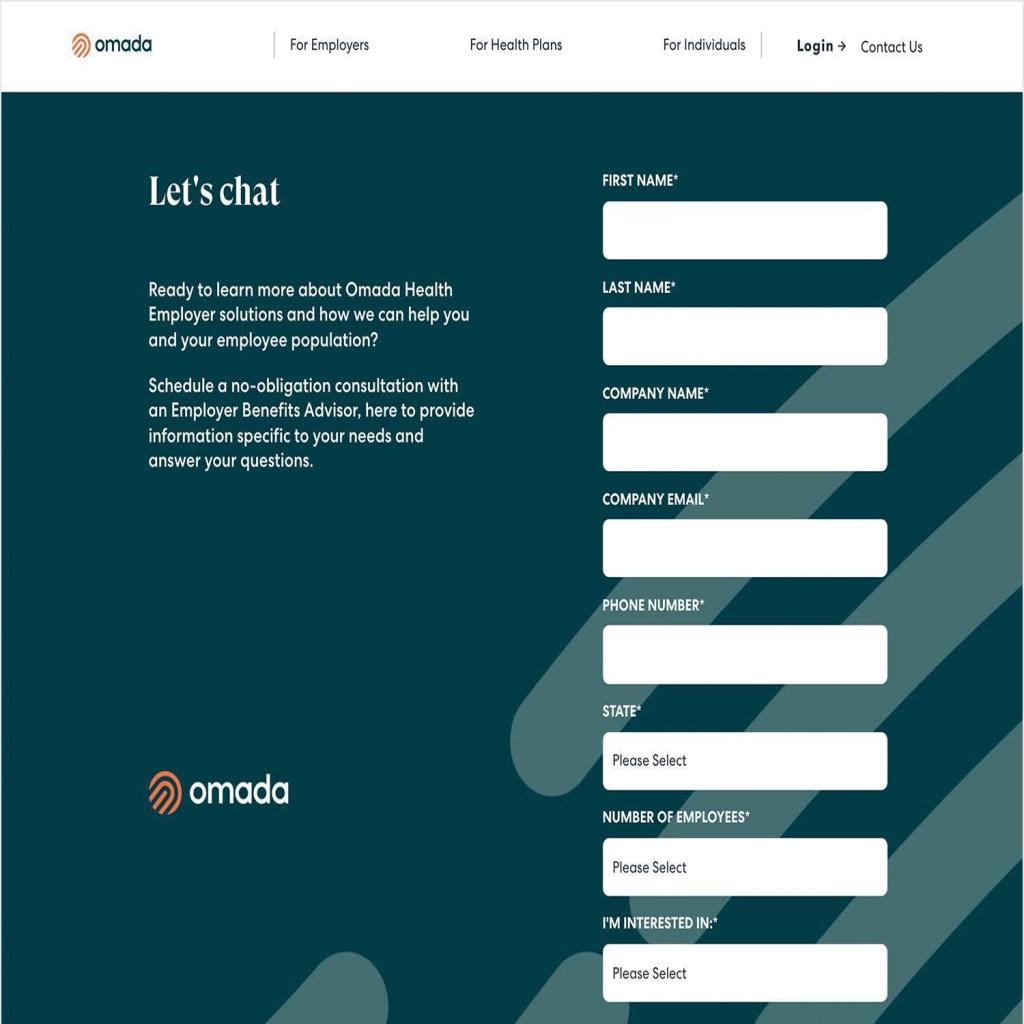 omada
For Employers
For Health Plans
For Individuals
Login →
Contact Us
Let's chat
Ready to learn more about Omada Health
Employer solutions and how we can help you
and your employee population?
Schedule a no-obligation consultation with
an Employer Benefits Advisor, here to provide
information specific to your needs and
answer your questions.
omada
FIRST NAME*
LAST NAME*
COMPANY NAME*
COMPANY EMAIL*
PHONE NUMBER*
STATE*
Please Select
NUMBER OF EMPLOYEES*
Please Select
I'M INTERESTED IN:*
Please Select